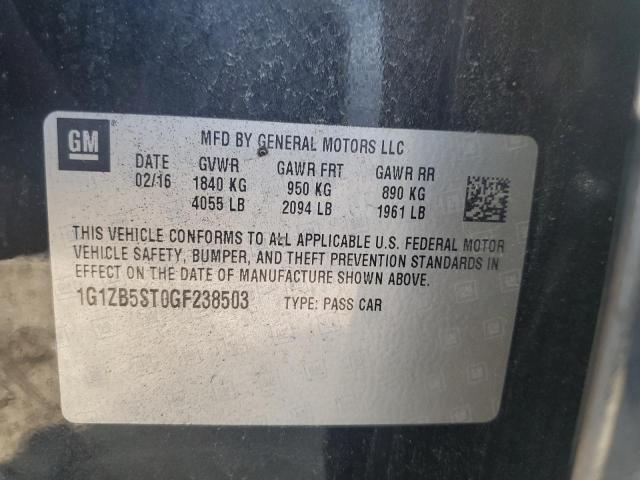 GM
MFD BY GENERAL MOTORS LLC
DATE GVWR GAWR FRT GAWR RR
02/16 1840 KG 950 KG 890 KG
4055 LB 2094 LB 1961 LB
THIS VEHICLE CONFORMS TO ALL APPLICABLE U.S. FEDERAL MOTOR
VEHICLE SAFETY, BUMPER, AND THEFT PREVENTION STANDARDS IN
EFFECT ON THE DATE OF MANUFACTURE SHOWN ABOVE.
1G1ZB5ST0GF238503 TYPE: PASS CAR